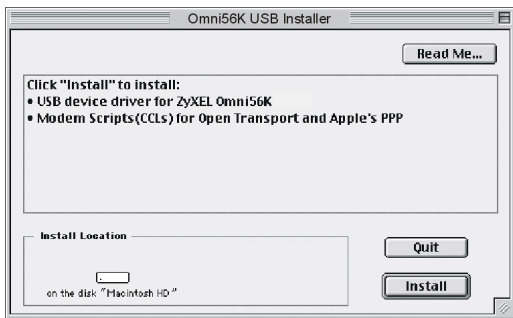 Omni56K USB Installer
Read Me...
Click "Install" to install:
• USB device driver for ZyXEL Omni56K
• Modem Scripts(CCLs) for Open Transport and Apple's PPP
Install Location
on the disk "Macintosh HD"
Quit
Install